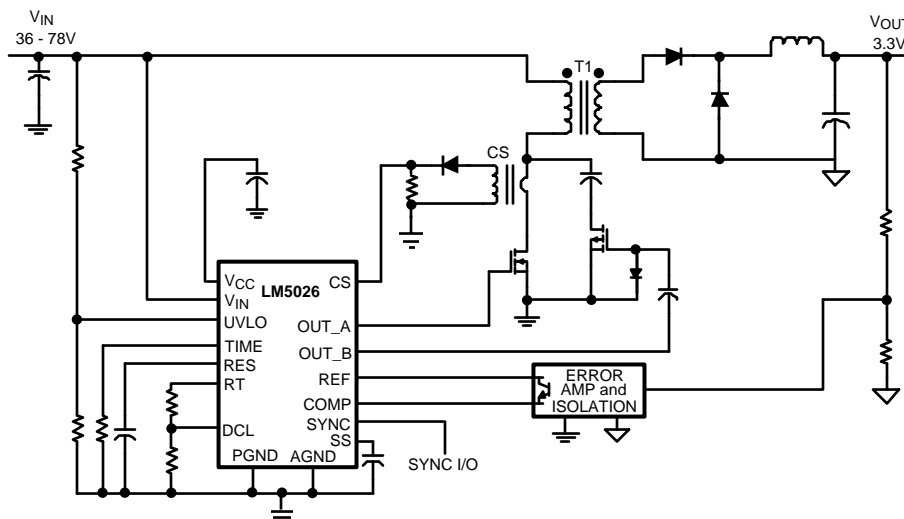 VIN
36 - 78V
VOUT
3.3V
T1
CS
LM5026
VCC
VIN
UVLO
TIME
RES
RT
DCL
PGND
AGND
CS
OUT_A
OUT_B
REF
COMP
SYNC
SS
SYNC I/O
ERROR
AMP and
ISOLATION